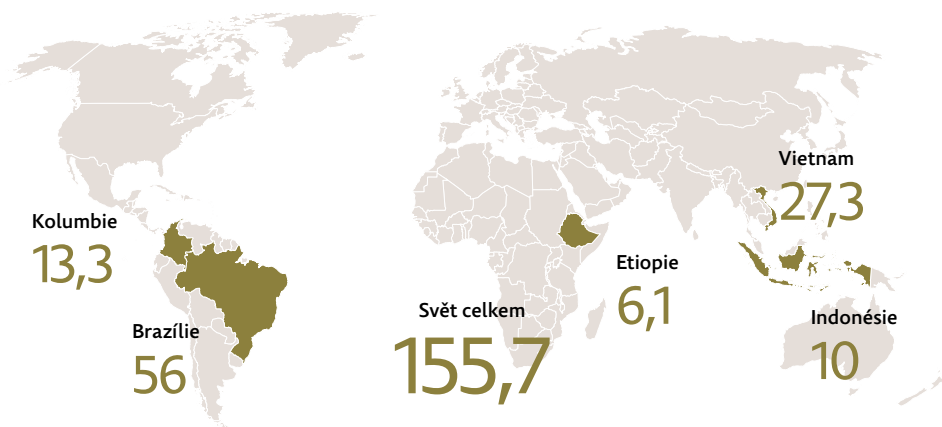 Vietnam
27,3
Kolumbie
13,3
Etiopie
6,1
Svět celkem
155,7
Indonésie
10
Brazílie
56